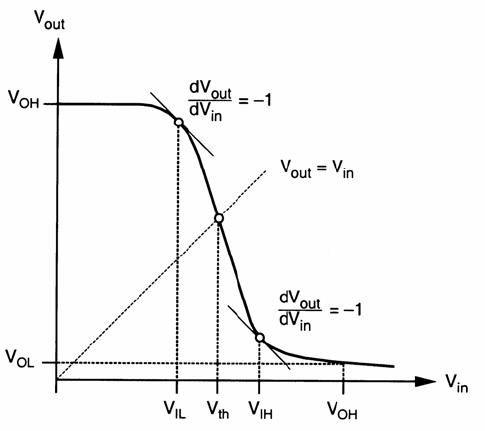 Vout
VOH
dVout
dVin
= −1
Vout = Vin
dVout
dVin
= −1
VOL
Vin
VIL
Vth
VIH
VOH